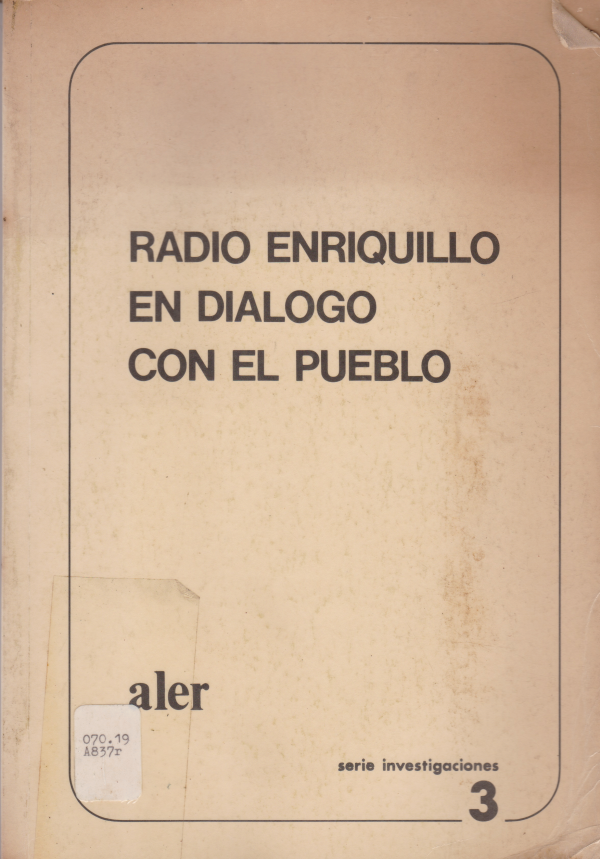 RADIO ENRIQUILLO
EN DIALOGO
CON EL PUEBLO
aler
070.19
A837r
serie investigaciones
3